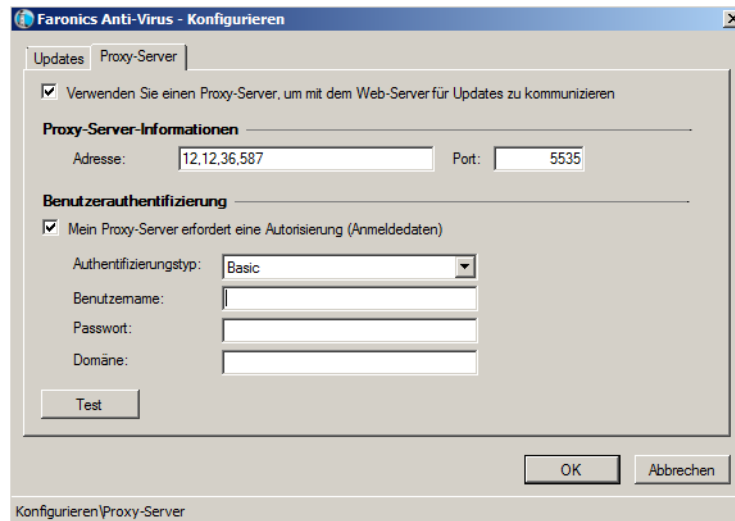 Faronics Anti-Virus - Konfigurieren
Updates Proxy-Server
Verwenden Sie einen Proxy-Server, um mit dem Web-Server für Updates zu kommunizieren
Proxy-Server-Informationen
Adresse: 12,12,36,587 Port: 5535
Benutzerauthentifizierung
Mein Proxy-Server erfordert eine Autorisierung (Anmeldedaten)
Authentifizierungstyp: Basic
Benutzername:
Passwort:
Domäne:
Test
OK Abbrechen
Konfigurieren\Proxy-Server